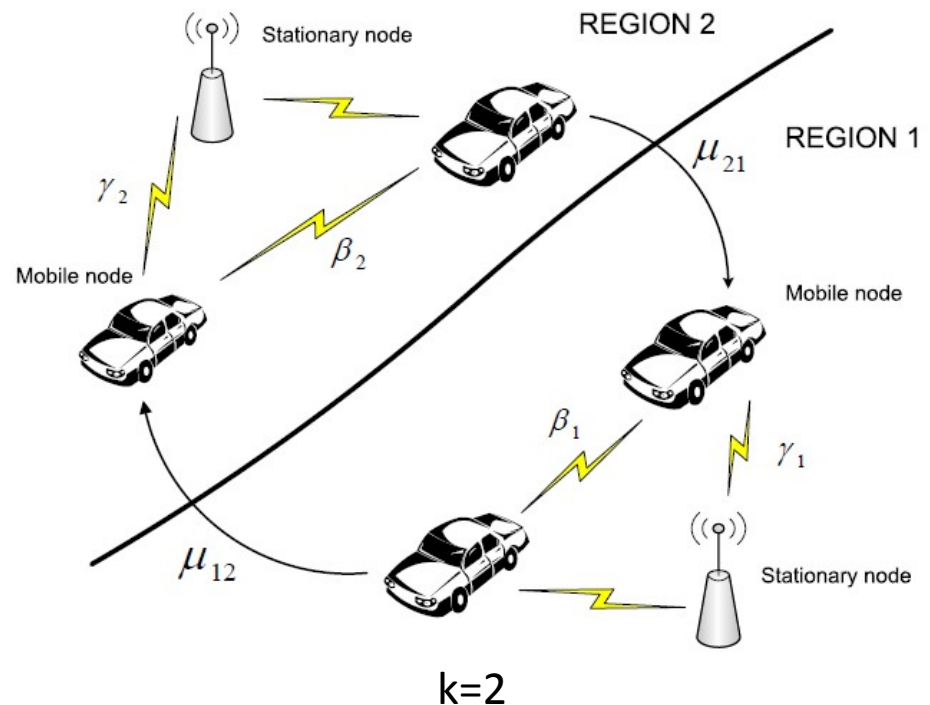 REGION 2
Stationary node
REGION 1
μ21
γ2
β2
Mobile node
Mobile node
β1
γ1
μ12
Stationary node
k=2